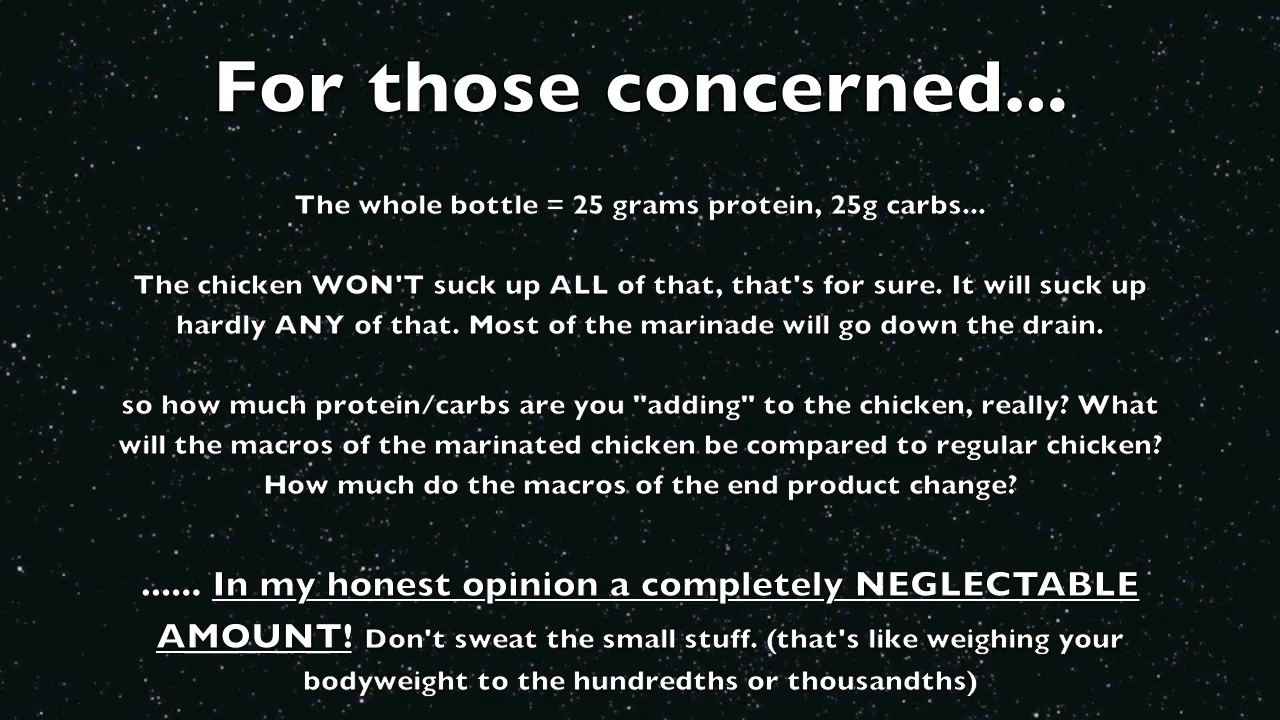 For those concerned...
The whole bottle = 25 grams protein, 25g carbs...
The chicken WON'T suck up ALL of that, that's for sure. It will suck up
hardly ANY of that. Most of the marinade will go down the drain.
so how much protein/carbs are you "adding" to the chicken, really? What
will the macros of the marinated chicken be compared to regular chicken?
How much do the macros of the end product change?
...... In my honest opinion a completely NEGLECTABLE
AMOUNT! Don't sweat the small stuff. (that's like weighing your
bodyweight to the hundredths or thousandths)